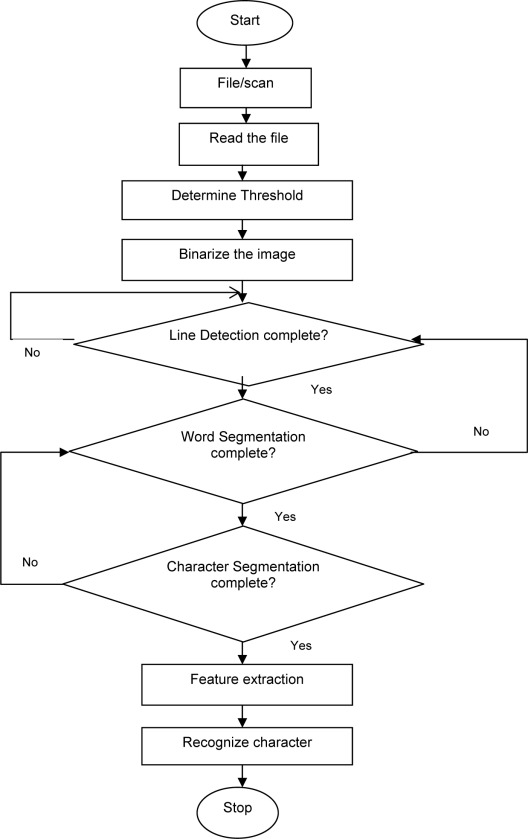 Start
File/scan
Read the file
Determine Threshold
Binarize the image
Line Detection complete?
No
Yes
Word Segmentation
complete?
No
Yes
Character Segmentation
complete?
No
Yes
Feature extraction
Recognize character
Stop